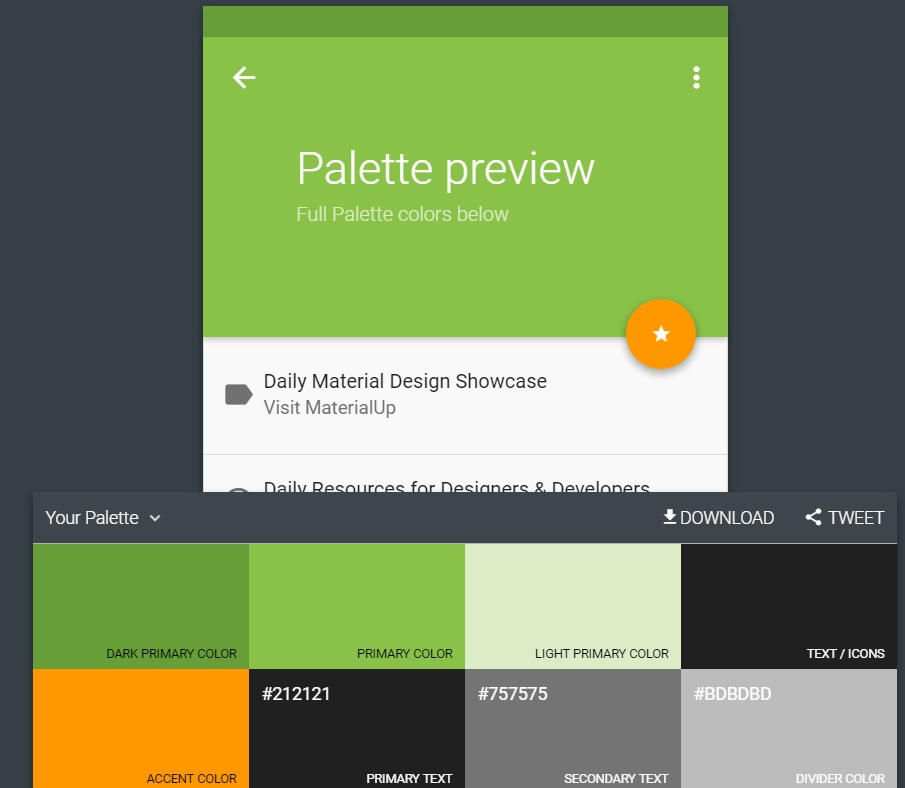 Palette preview
Full Palette colors below
Daily Material Design Showcase
Visit MaterialUp
Daily Resources for Designers & Developers
Your Palette
DOWNLOAD
TWEET
DARK PRIMARY COLOR
PRIMARY COLOR
LIGHT PRIMARY COLOR
TEXT / ICONS
#212121
#757575
#BDBDBD
ACCENT COLOR
PRIMARY TEXT
SECONDARY TEXT
DIVIDER COLOR